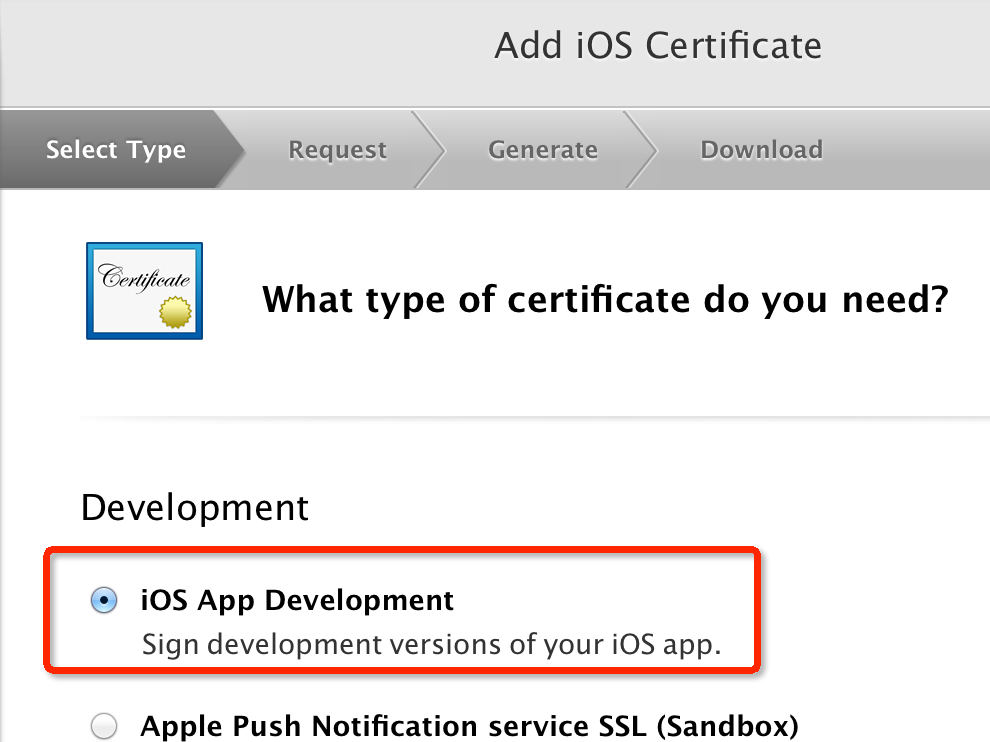 Add iOS Certificate
Select Type
Request
Generate
Download
Certificate
What type of certificate do you need?
Development
iOS App Development
Sign development versions of your iOS app.
Apple Push Notification service SSL (Sandbox)